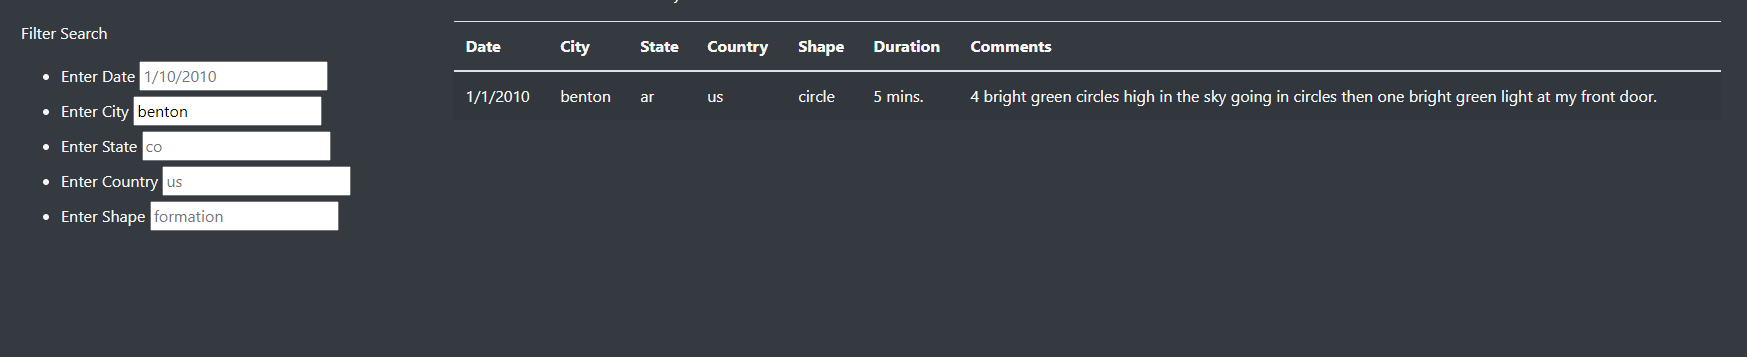 Filter Search
Enter Date 1/10/2010
Enter City benton
Enter State co
Enter Country us
Enter Shape formation
Date City State Country Shape Duration Comments
1/1/2010 benton ar us circle 5 mins. 4 bright green circles high in the sky going in circles then one bright green light at my front door.